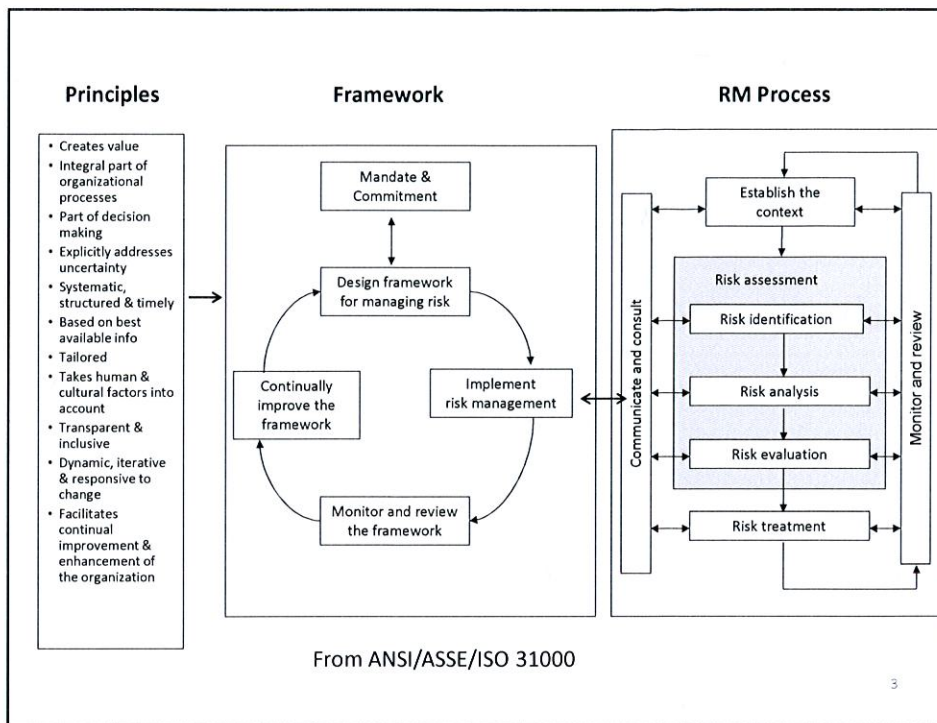 Principles
Framework
RM Process
• Creates value
• Integral part of
organizational
processes
• Part of decision
making
• Explicitly addresses
uncertainty
• Systematic,
structured & timely
• Based on best
available info
• Tailored
• Takes human &
cultural factors into
account
• Transparent &
inclusive
• Dynamic, iterative
& responsive to
change
• Facilitates
continual
improvement &
enhancement of
the organization
Mandate &
Commitment
Design framework
for managing risk
Implement
risk management
Monitor and review
the framework
Continually
improve the
framework
Communicate and consult
Establish the
context
Risk assessment
Risk identification
Risk analysis
Risk evaluation
Risk treatment
Monitor and review
From ANSI/ASSE/ISO 31000
3